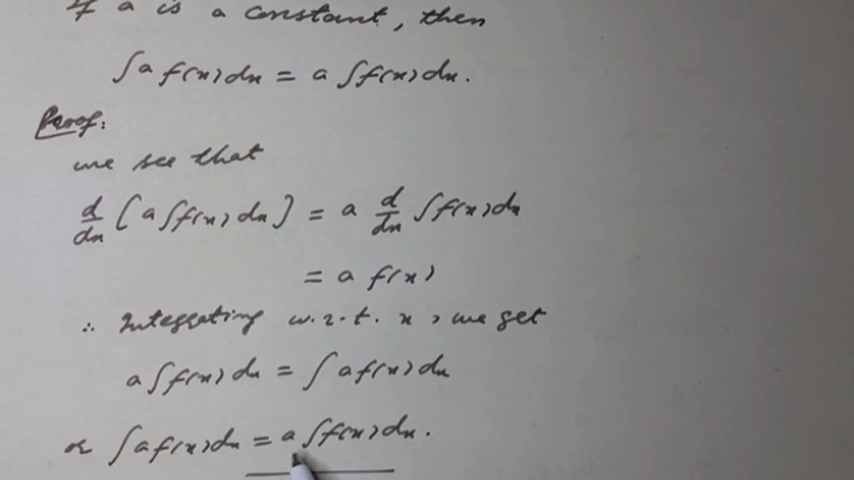 If a is a constant, then
∫a f(x) dx = a ∫f(x) dx.
Proof:
we see that
d/dx [a ∫f(x) dx] = a d/dx ∫f(x) dx
= a f(x)
∴ Integrating w.r.t. x, we get
a ∫f(x) dx = ∫ a f(x) dx
or ∫a f(x) dx = a ∫f(x) dx.